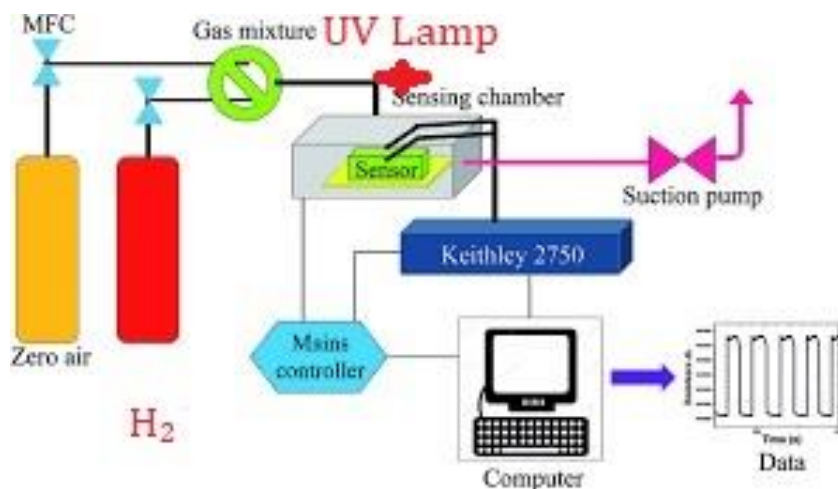 MFC
Gas mixture
UV Lamp
Sensing chamber
Sensor
Suction pump
Keithley 2750
Zero air
Mains
controller
H₂
Time (s)
Computer
Data